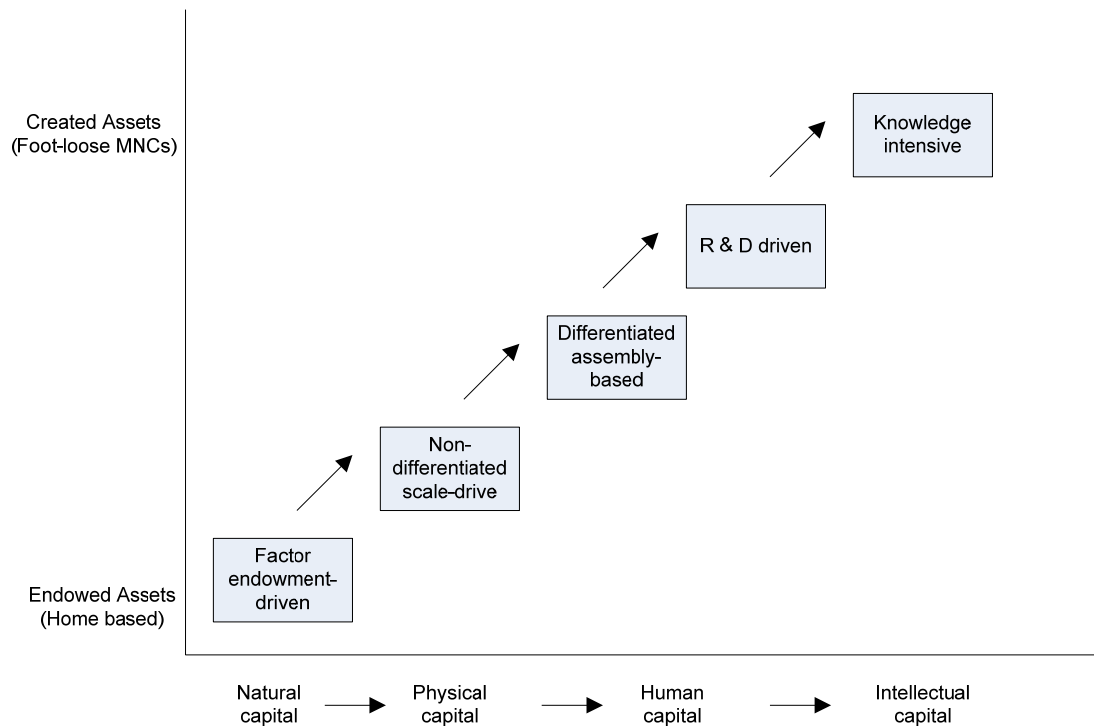 Created Assets
(Foot-loose MNCs)
Knowledge
intensive
R & D driven
Differentiated
assembly-
based
Non-
differentiated
scale-drive
Factor
endowment-
driven
Endowed Assets
(Home based)
Natural
capital
Physical
capital
Human
capital
Intellectual
capital